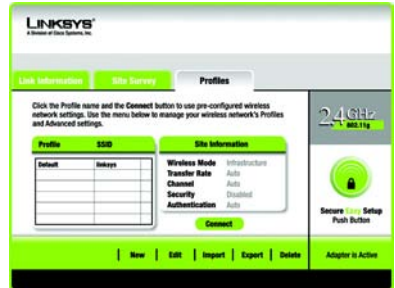 LINKSYS®
A Division of Cisco Systems, Inc.
Link Information Site Survey Profiles
Click the Profile name and the Connect button to use pre-configured wireless
network settings. Use the menu below to manage your wireless network's Profiles
and Advanced settings.
2.4GHz
802.11g
Profile SSID
Default linksys
Site Information
Wireless Mode Infrastructure
Transfer Rate Auto
Channel Auto
Security Disabled
Authentication Auto
Connect
Secure Easy Setup
Push Button
New | Edit | Import | Export | Delete
Adapter is Active